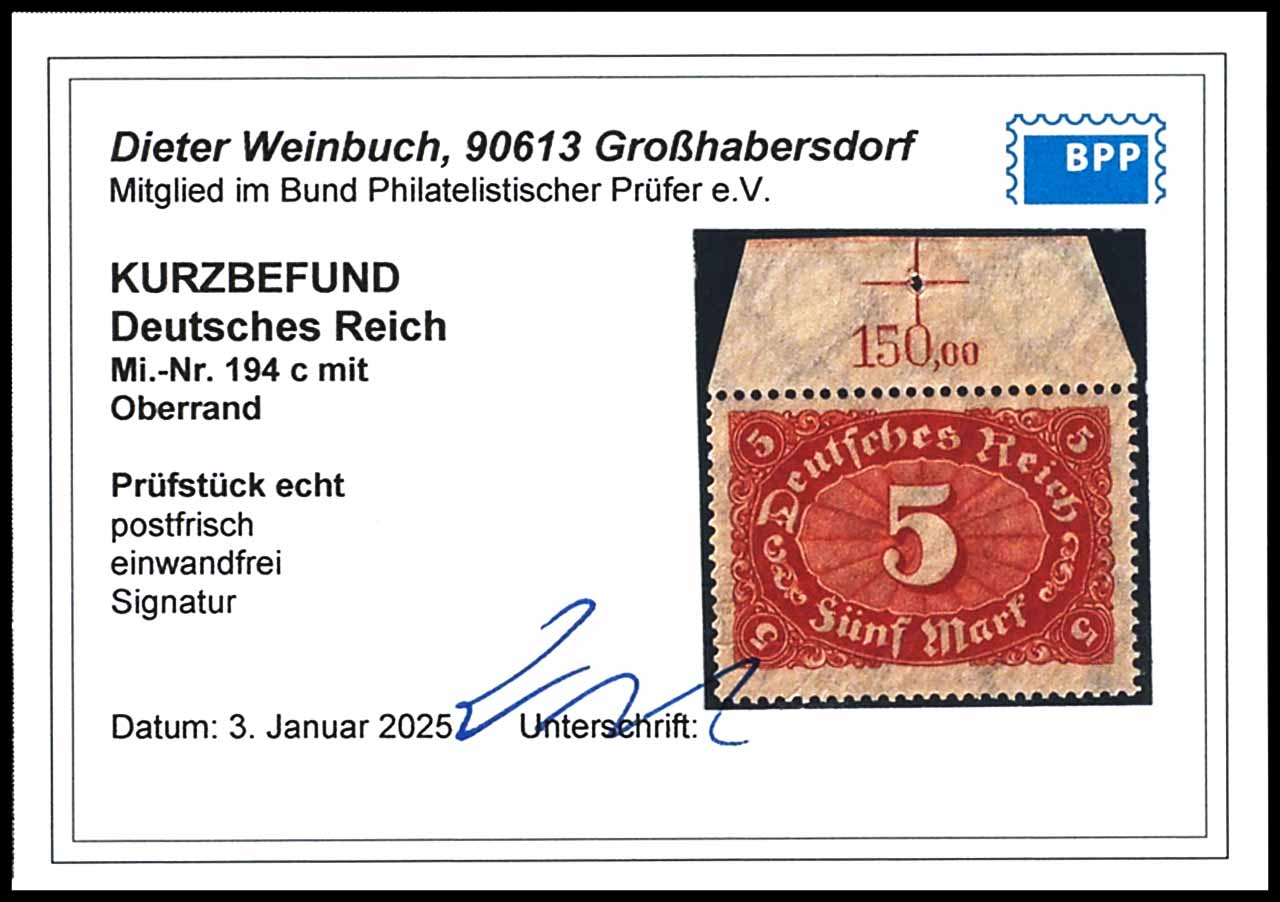 Dieter Weinbuch, 90613 Großhabersdorf
Mitglied im Bund Philatelistischer Prüfer e.V.
BPP
KURZBEFUND
Deutsches Reich
Mi.-Nr. 194 c mit
Oberrand
Prüfstück echt
postfrisch
einwandfrei
Signatur
Datum: 3. Januar 2025 Unterschrift:
150,00
5 5
Deutsches Reich
5
Fünf Mark
5 5